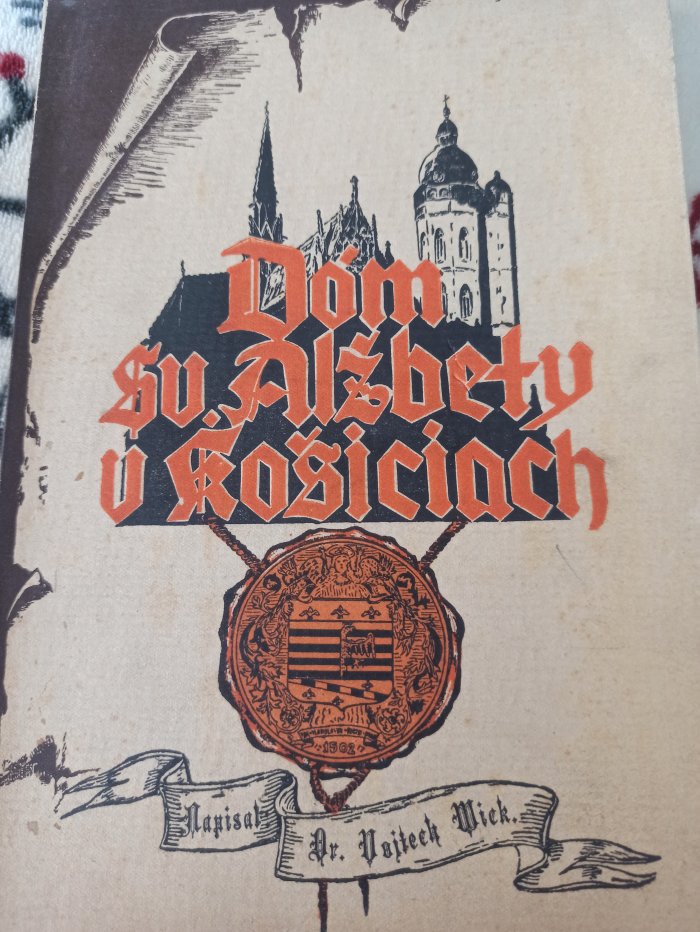 Dóm
Sv. Alžbety
v Košiciach
1502
Napísal
Dr. Vojtech Wick.